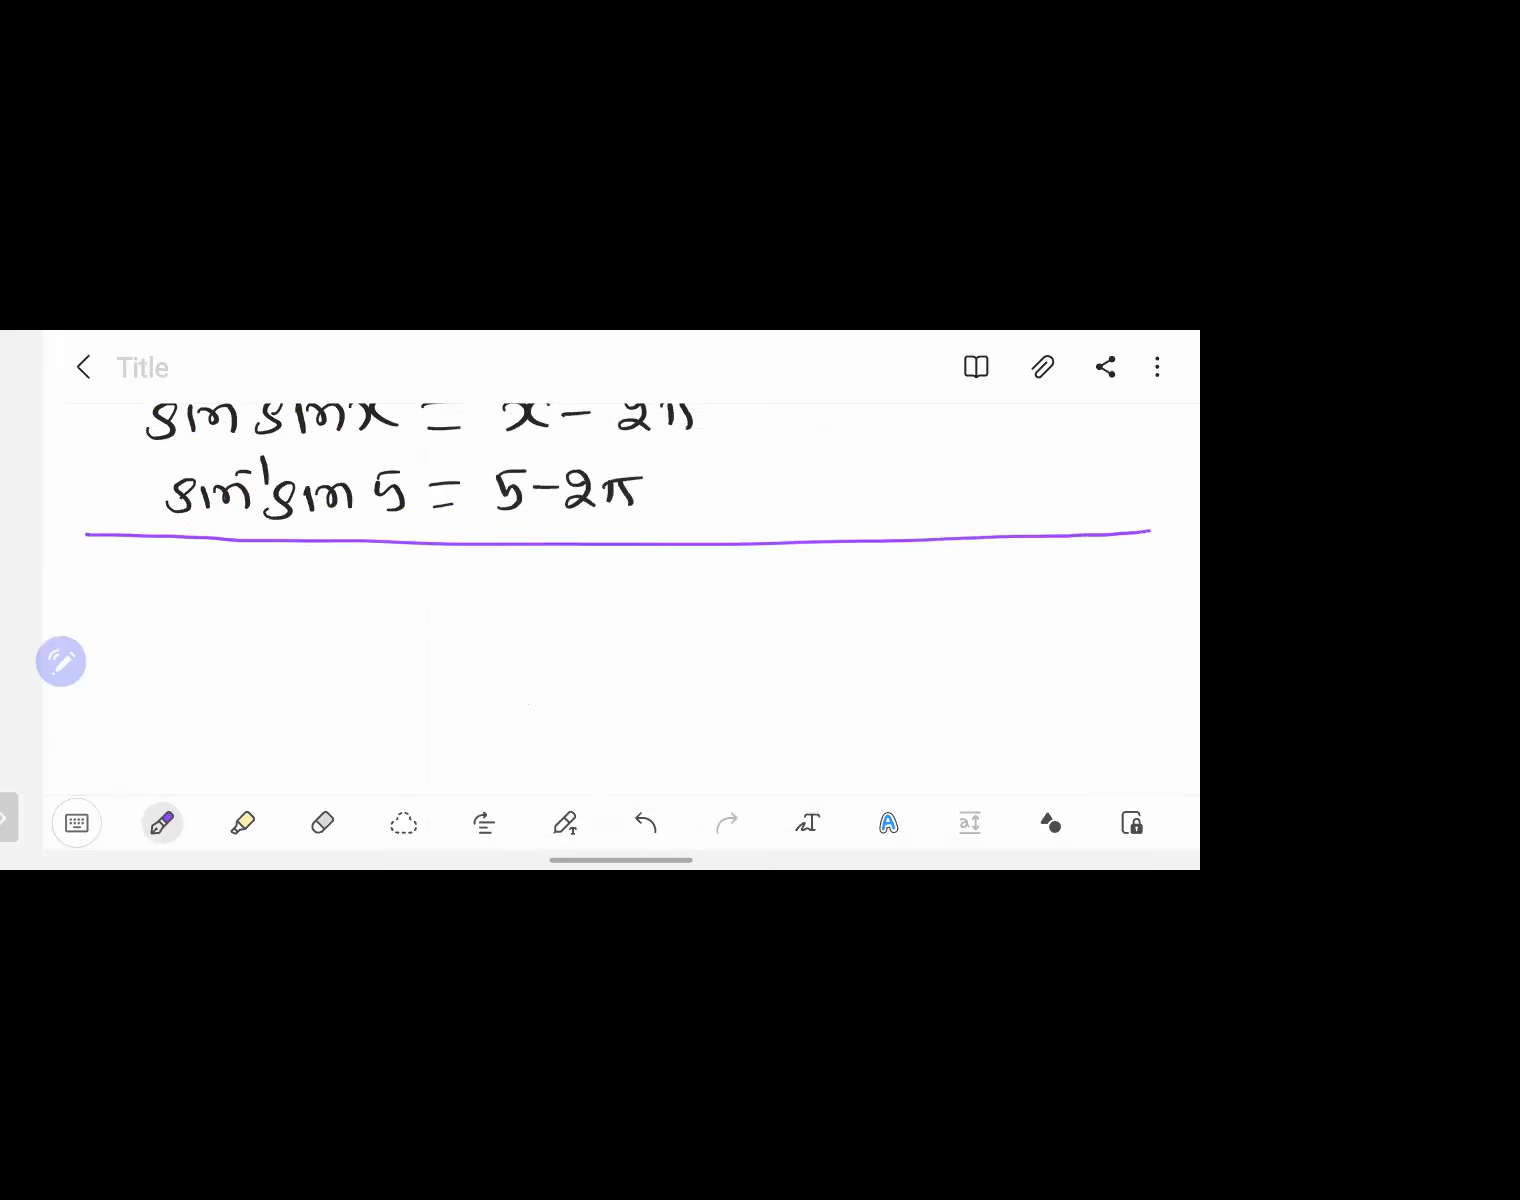 Title
sin sin x = x - 2π
sin⁻¹ sin 5 = 5 - 2π